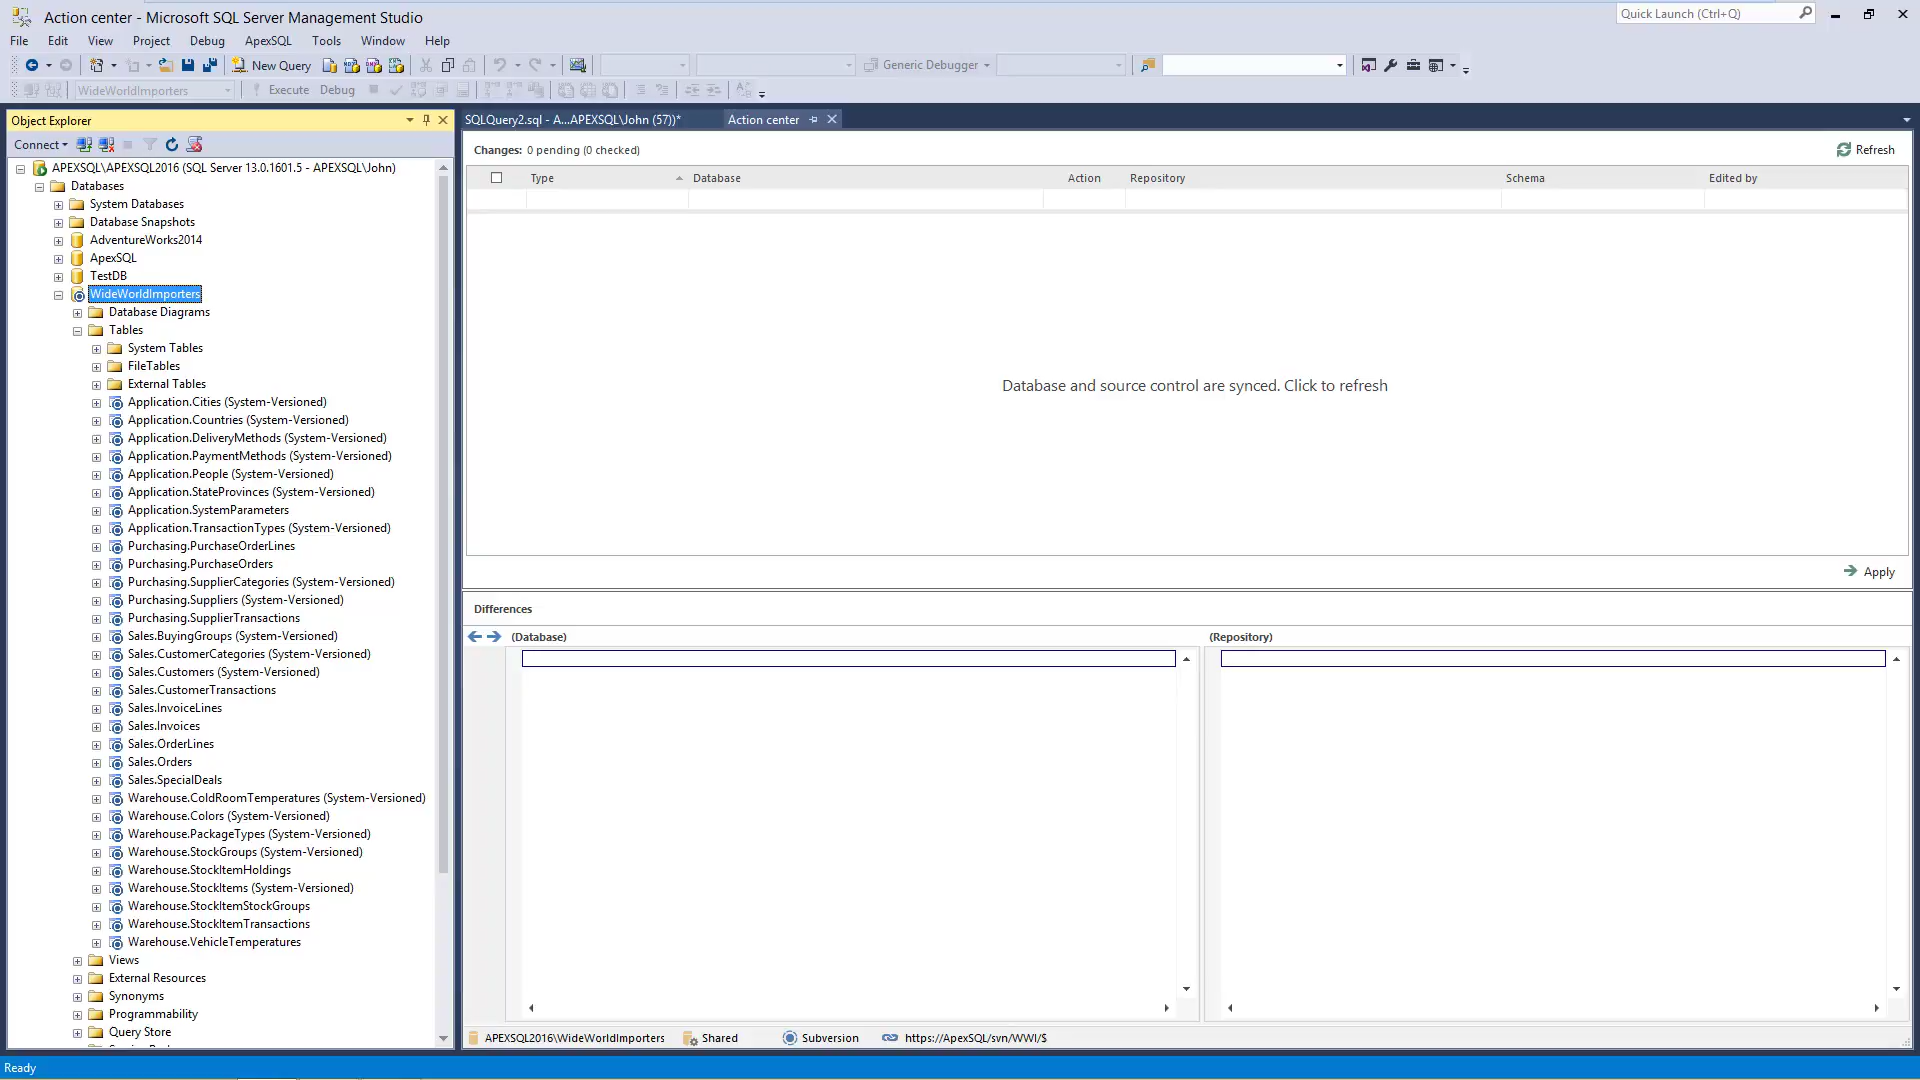 Action center - Microsoft SQL Server Management Studio
Quick Launch (Ctrl+Q)
File Edit View Project Debug ApexSQL Tools Window Help
New Query
Generic Debugger
WideWorldImporters
Execute Debug
Object Explorer
SQLQuery2.sql - A...APEXSQL\John (57))*
Action center
Connect
APEXSQL\APEXSQL2016 (SQL Server 13.0.1601.5 - APEXSQL\John)
Databases
System Databases
Database Snapshots
AdventureWorks2014
ApexSQL
TestDB
WideWorldImporters
Database Diagrams
Tables
System Tables
FileTables
External Tables
Application.Cities (System-Versioned)
Application.Countries (System-Versioned)
Application.DeliveryMethods (System-Versioned)
Application.PaymentMethods (System-Versioned)
Application.People (System-Versioned)
Application.StateProvinces (System-Versioned)
Application.SystemParameters
Application.TransactionTypes (System-Versioned)
Purchasing.PurchaseOrderLines
Purchasing.PurchaseOrders
Purchasing.SupplierCategories (System-Versioned)
Purchasing.Suppliers (System-Versioned)
Purchasing.SupplierTransactions
Sales.BuyingGroups (System-Versioned)
Sales.CustomerCategories (System-Versioned)
Sales.Customers (System-Versioned)
Sales.CustomerTransactions
Sales.InvoiceLines
Sales.Invoices
Sales.OrderLines
Sales.Orders
Sales.SpecialDeals
Warehouse.ColdRoomTemperatures (System-Versioned)
Warehouse.Colors (System-Versioned)
Warehouse.PackageTypes (System-Versioned)
Warehouse.StockGroups (System-Versioned)
Warehouse.StockItemHoldings
Warehouse.StockItems (System-Versioned)
Warehouse.StockItemStockGroups
Warehouse.StockItemTransactions
Warehouse.VehicleTemperatures
Views
External Resources
Synonyms
Programmability
Query Store
Changes: 0 pending (0 checked)
Refresh
Type Database Action Repository Schema Edited by
Database and source control are synced. Click to refresh
Apply
Differences
(Database)
(Repository)
APEXSQL2016\WideWorldImporters
Shared
Subversion
https://ApexSQL/svn/WWI/$
Ready